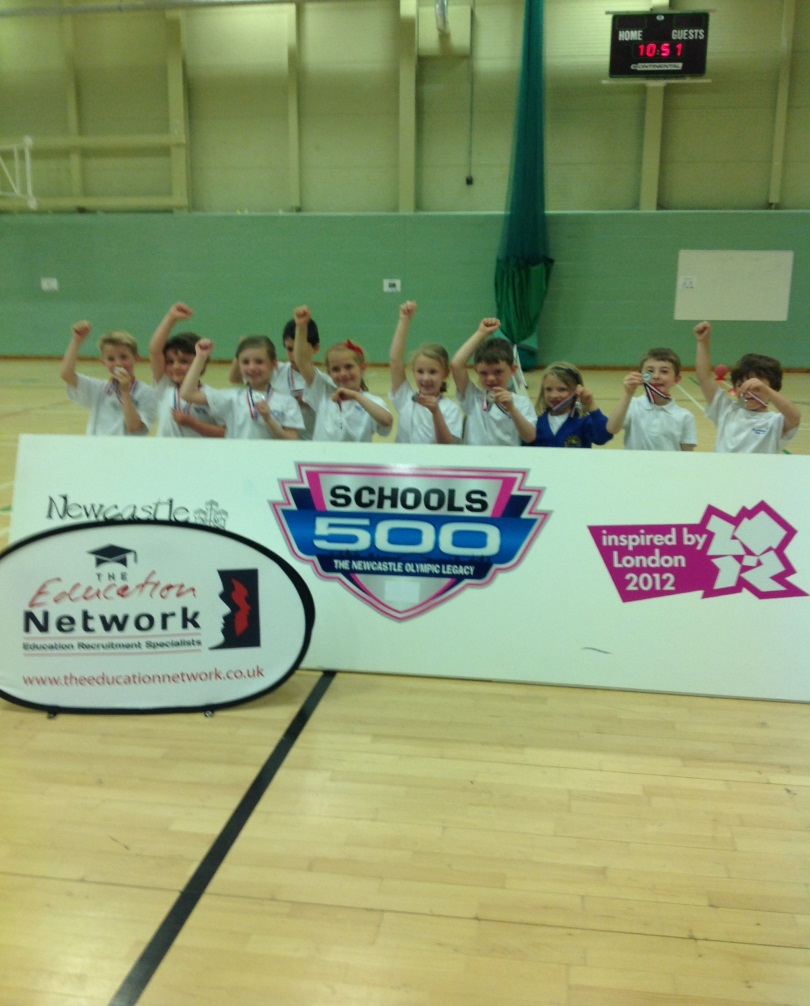 HOME GUESTS
10:51
CONTINENTAL
Newcastle
SCHOOLS
500
THE NEWCASTLE OLYMPIC LEGACY
inspired by
London
2012
THE
Education
Network
Education Recruitment Specialists
www.theeducationnetwork.co.uk